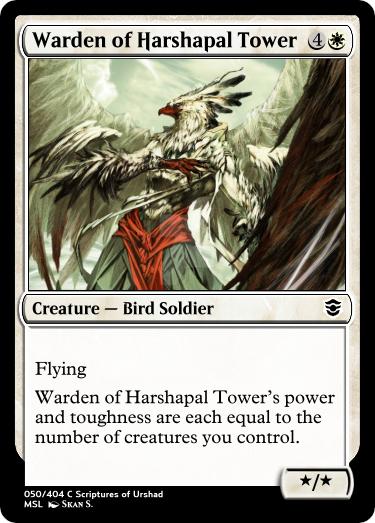 Warden of Harshapal Tower 4
Creature — Bird Soldier
Flying
Warden of Harshapal Tower's power
and toughness are each equal to the
number of creatures you control.
★/★
050/404 C Scriptures of Urshad
MSL Skan S.